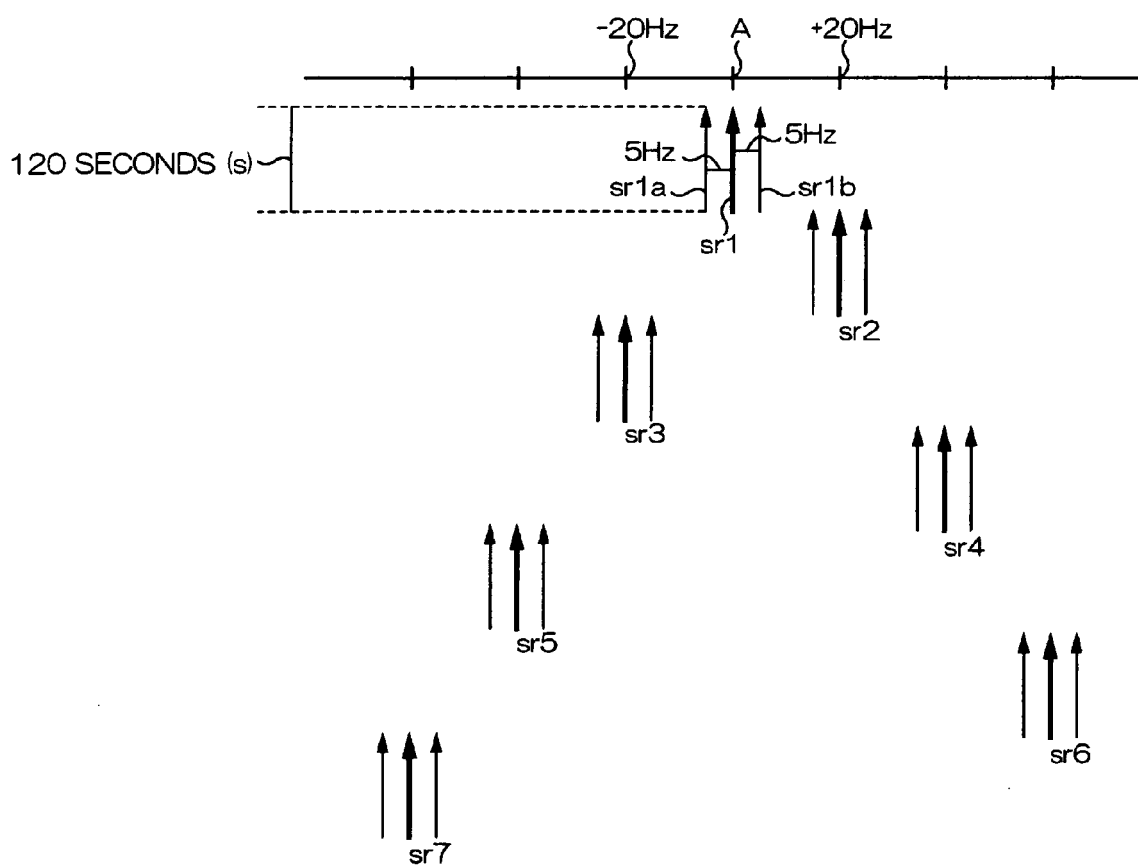 -20Hz A +20Hz
120 SECONDS (s)
5Hz
5Hz
sr1a
sr1b
sr1
sr2
sr3
sr4
sr5
sr6
sr7